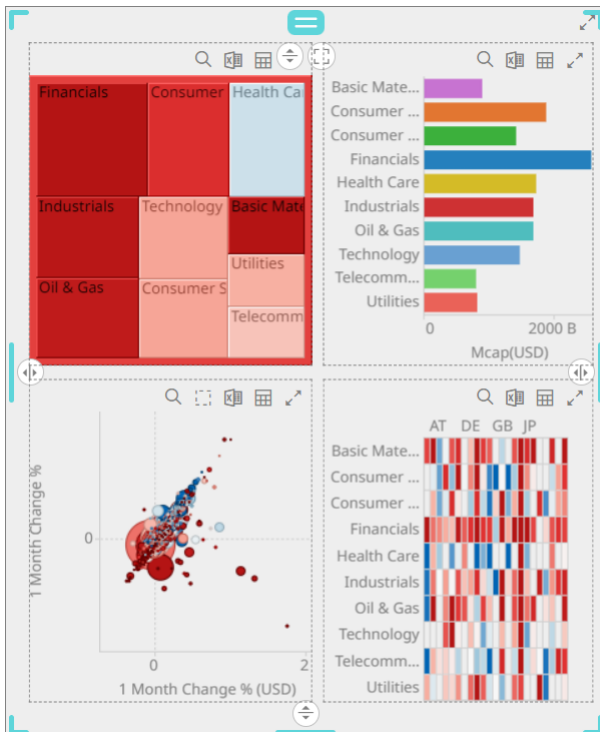 Financials
Consumer
Health Ca
Industrials
Technology
Basic Mate
Utilities
Oil & Gas
Consumer S
Telecomm
Basic Mate...
Consumer ...
Consumer ...
Financials
Health Care
Industrials
Oil & Gas
Technology
Telecomm...
Utilities
0 2000 B
Mcap(USD)
1 Month Change %
0
0 2
1 Month Change % (USD)
AT DE GB JP
Basic Mate...
Consumer ...
Consumer ...
Financials
Health Care
Industrials
Oil & Gas
Technology
Telecomm...
Utilities